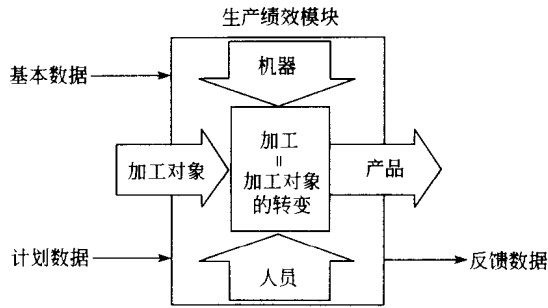 生产绩效模块
基本数据
机器
加工对象
加工
=
加工对象
的转变
产品
计划数据
人员
反馈数据